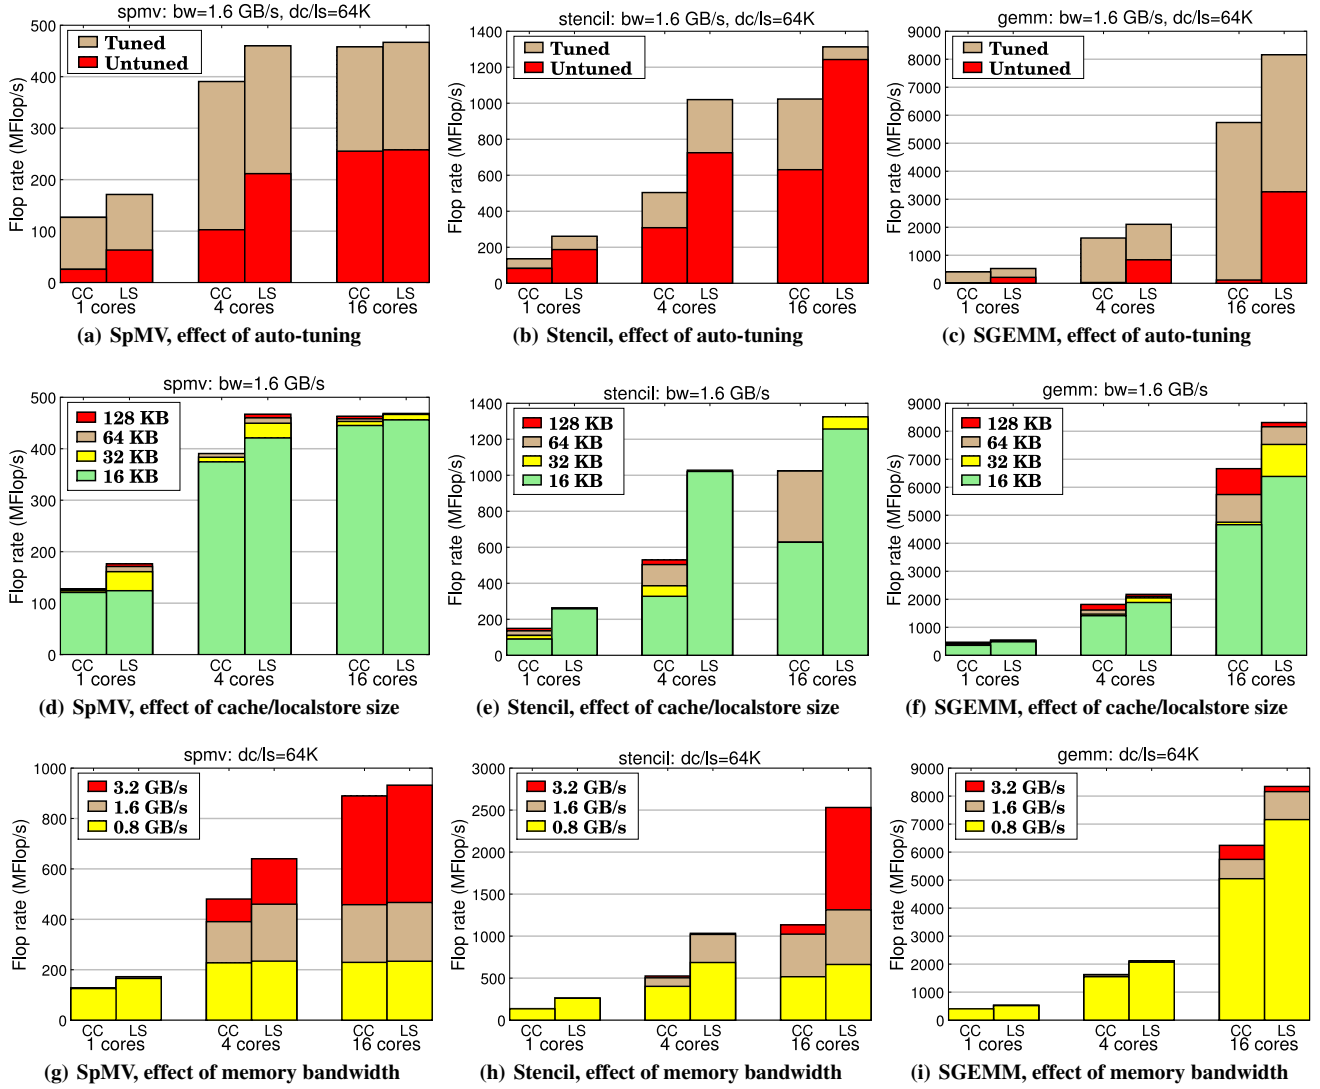 spmv: bw=1.6 GB/s, dc/ls=64K
Flop rate (MFlop/s)
500
400
300
200
100
0
Tuned
Untuned
CC LS CC LS CC LS
1 cores 4 cores 16 cores
(a) SpMV, effect of auto-tuning
stencil: bw=1.6 GB/s, dc/ls=64K
Flop rate (MFlop/s)
1400
1200
1000
800
600
400
200
0
Tuned
Untuned
CC LS CC LS CC LS
1 cores 4 cores 16 cores
(b) Stencil, effect of auto-tuning
gemm: bw=1.6 GB/s, dc/ls=64K
Flop rate (MFlop/s)
9000
8000
7000
6000
5000
4000
3000
2000
1000
0
Tuned
Untuned
CC LS CC LS CC LS
1 cores 4 cores 16 cores
(c) SGEMM, effect of auto-tuning
spmv: bw=1.6 GB/s
Flop rate (MFlop/s)
500
400
300
200
100
0
128 KB
64 KB
32 KB
16 KB
CC LS CC LS CC LS
1 cores 4 cores 16 cores
(d) SpMV, effect of cache/localstore size
stencil: bw=1.6 GB/s
Flop rate (MFlop/s)
1400
1200
1000
800
600
400
200
0
128 KB
64 KB
32 KB
16 KB
CC LS CC LS CC LS
1 cores 4 cores 16 cores
(e) Stencil, effect of cache/localstore size
gemm: bw=1.6 GB/s
Flop rate (MFlop/s)
9000
8000
7000
6000
5000
4000
3000
2000
1000
0
128 KB
64 KB
32 KB
16 KB
CC LS CC LS CC LS
1 cores 4 cores 16 cores
(f) SGEMM, effect of cache/localstore size
spmv: dc/ls=64K
Flop rate (MFlop/s)
1000
800
600
400
200
0
3.2 GB/s
1.6 GB/s
0.8 GB/s
CC LS CC LS CC LS
1 cores 4 cores 16 cores
(g) SpMV, effect of memory bandwidth
stencil: dc/ls=64K
Flop rate (MFlop/s)
3000
2500
2000
1500
1000
500
0
3.2 GB/s
1.6 GB/s
0.8 GB/s
CC LS CC LS CC LS
1 cores 4 cores 16 cores
(h) Stencil, effect of memory bandwidth
gemm: dc/ls=64K
Flop rate (MFlop/s)
9000
8000
7000
6000
5000
4000
3000
2000
1000
0
3.2 GB/s
1.6 GB/s
0.8 GB/s
CC LS CC LS CC LS
1 cores 4 cores 16 cores
(i) SGEMM, effect of memory bandwidth